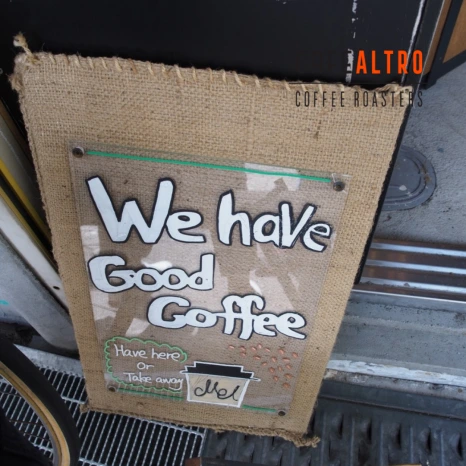 ALTRO
COFFEE ROASTERS
We have
Good
Coffee
Have here
or
Take away
Mel